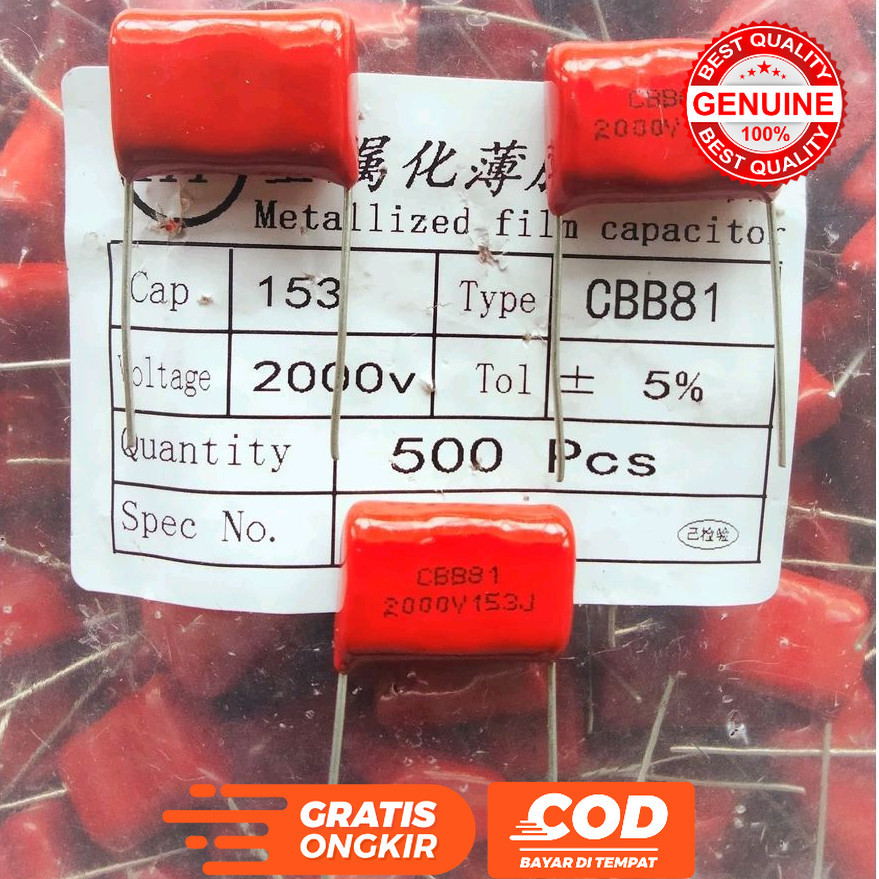 BEST QUALITY
GENUINE
100%
BEST QUALITY
CBB
2000V
属化薄
Metallized film capacitor
Cap 153 Type CBB81
Voltage 2000v Tol ± 5%
Quantity 500 Pcs
Spec No.
已检验
CBB81
2000V153J
GRATIS
ONGKIR
COD
BAYAR DI TEMPAT